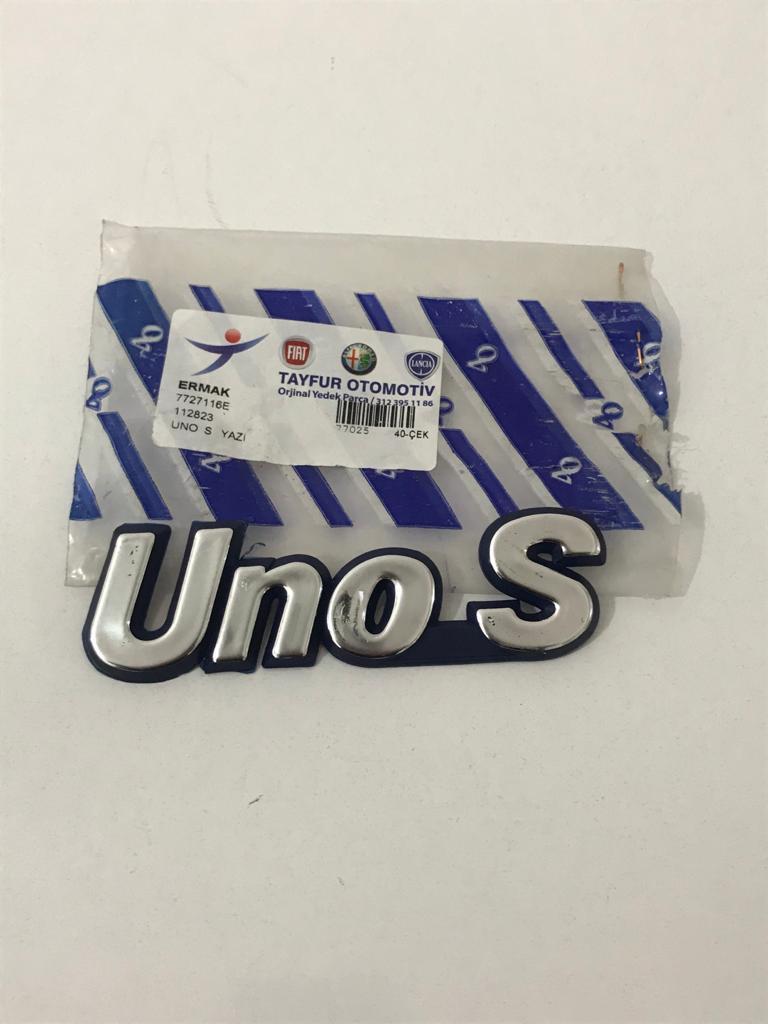 FIAT
LANCIA
TAYFUR OTOMOTİV
Orjinal Yedek Parça / 312 395 11 86
ERMAK
7727116E
112823
UNO S YAZI
77025
40-ÇEK
Uno S